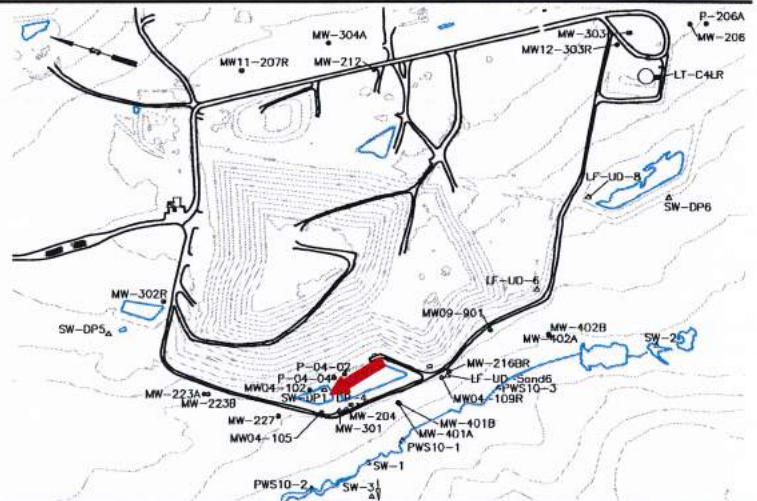 P-206A
MW-304A
MW-303
MW-206
MW12-303R
MW11-207R
MW-212
LT-C4LR
LF-UD-8
SW-DP6
LF-UD-6
MW-302R
MW09-901
SW-DP5
MW-402B
MW-402A
SW-2
P-04-02
P-04-04
MW-216BR
MW04-102
LF-UD-Sand6
PWS10-3
MW-223A
MW-223B
SW-DP1
DP-4
MW04-109R
MW-227
MW-204
MW04-105
MW-301
MW-401B
MW-401A
PWS10-1
SW-1
PWS10-2
SW-3